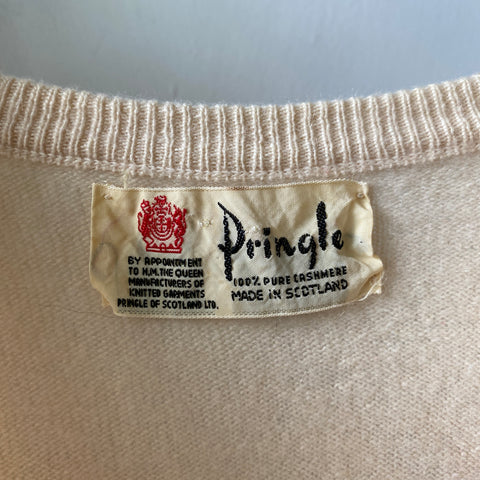 BY APPOINTMENT
TO H.M. THE QUEEN
MANUFACTURERS OF
KNITTED GARMENTS
PRINGLE OF SCOTLAND LTD.
Pringle
100% PURE CASHMERE
MADE IN SCOTLAND